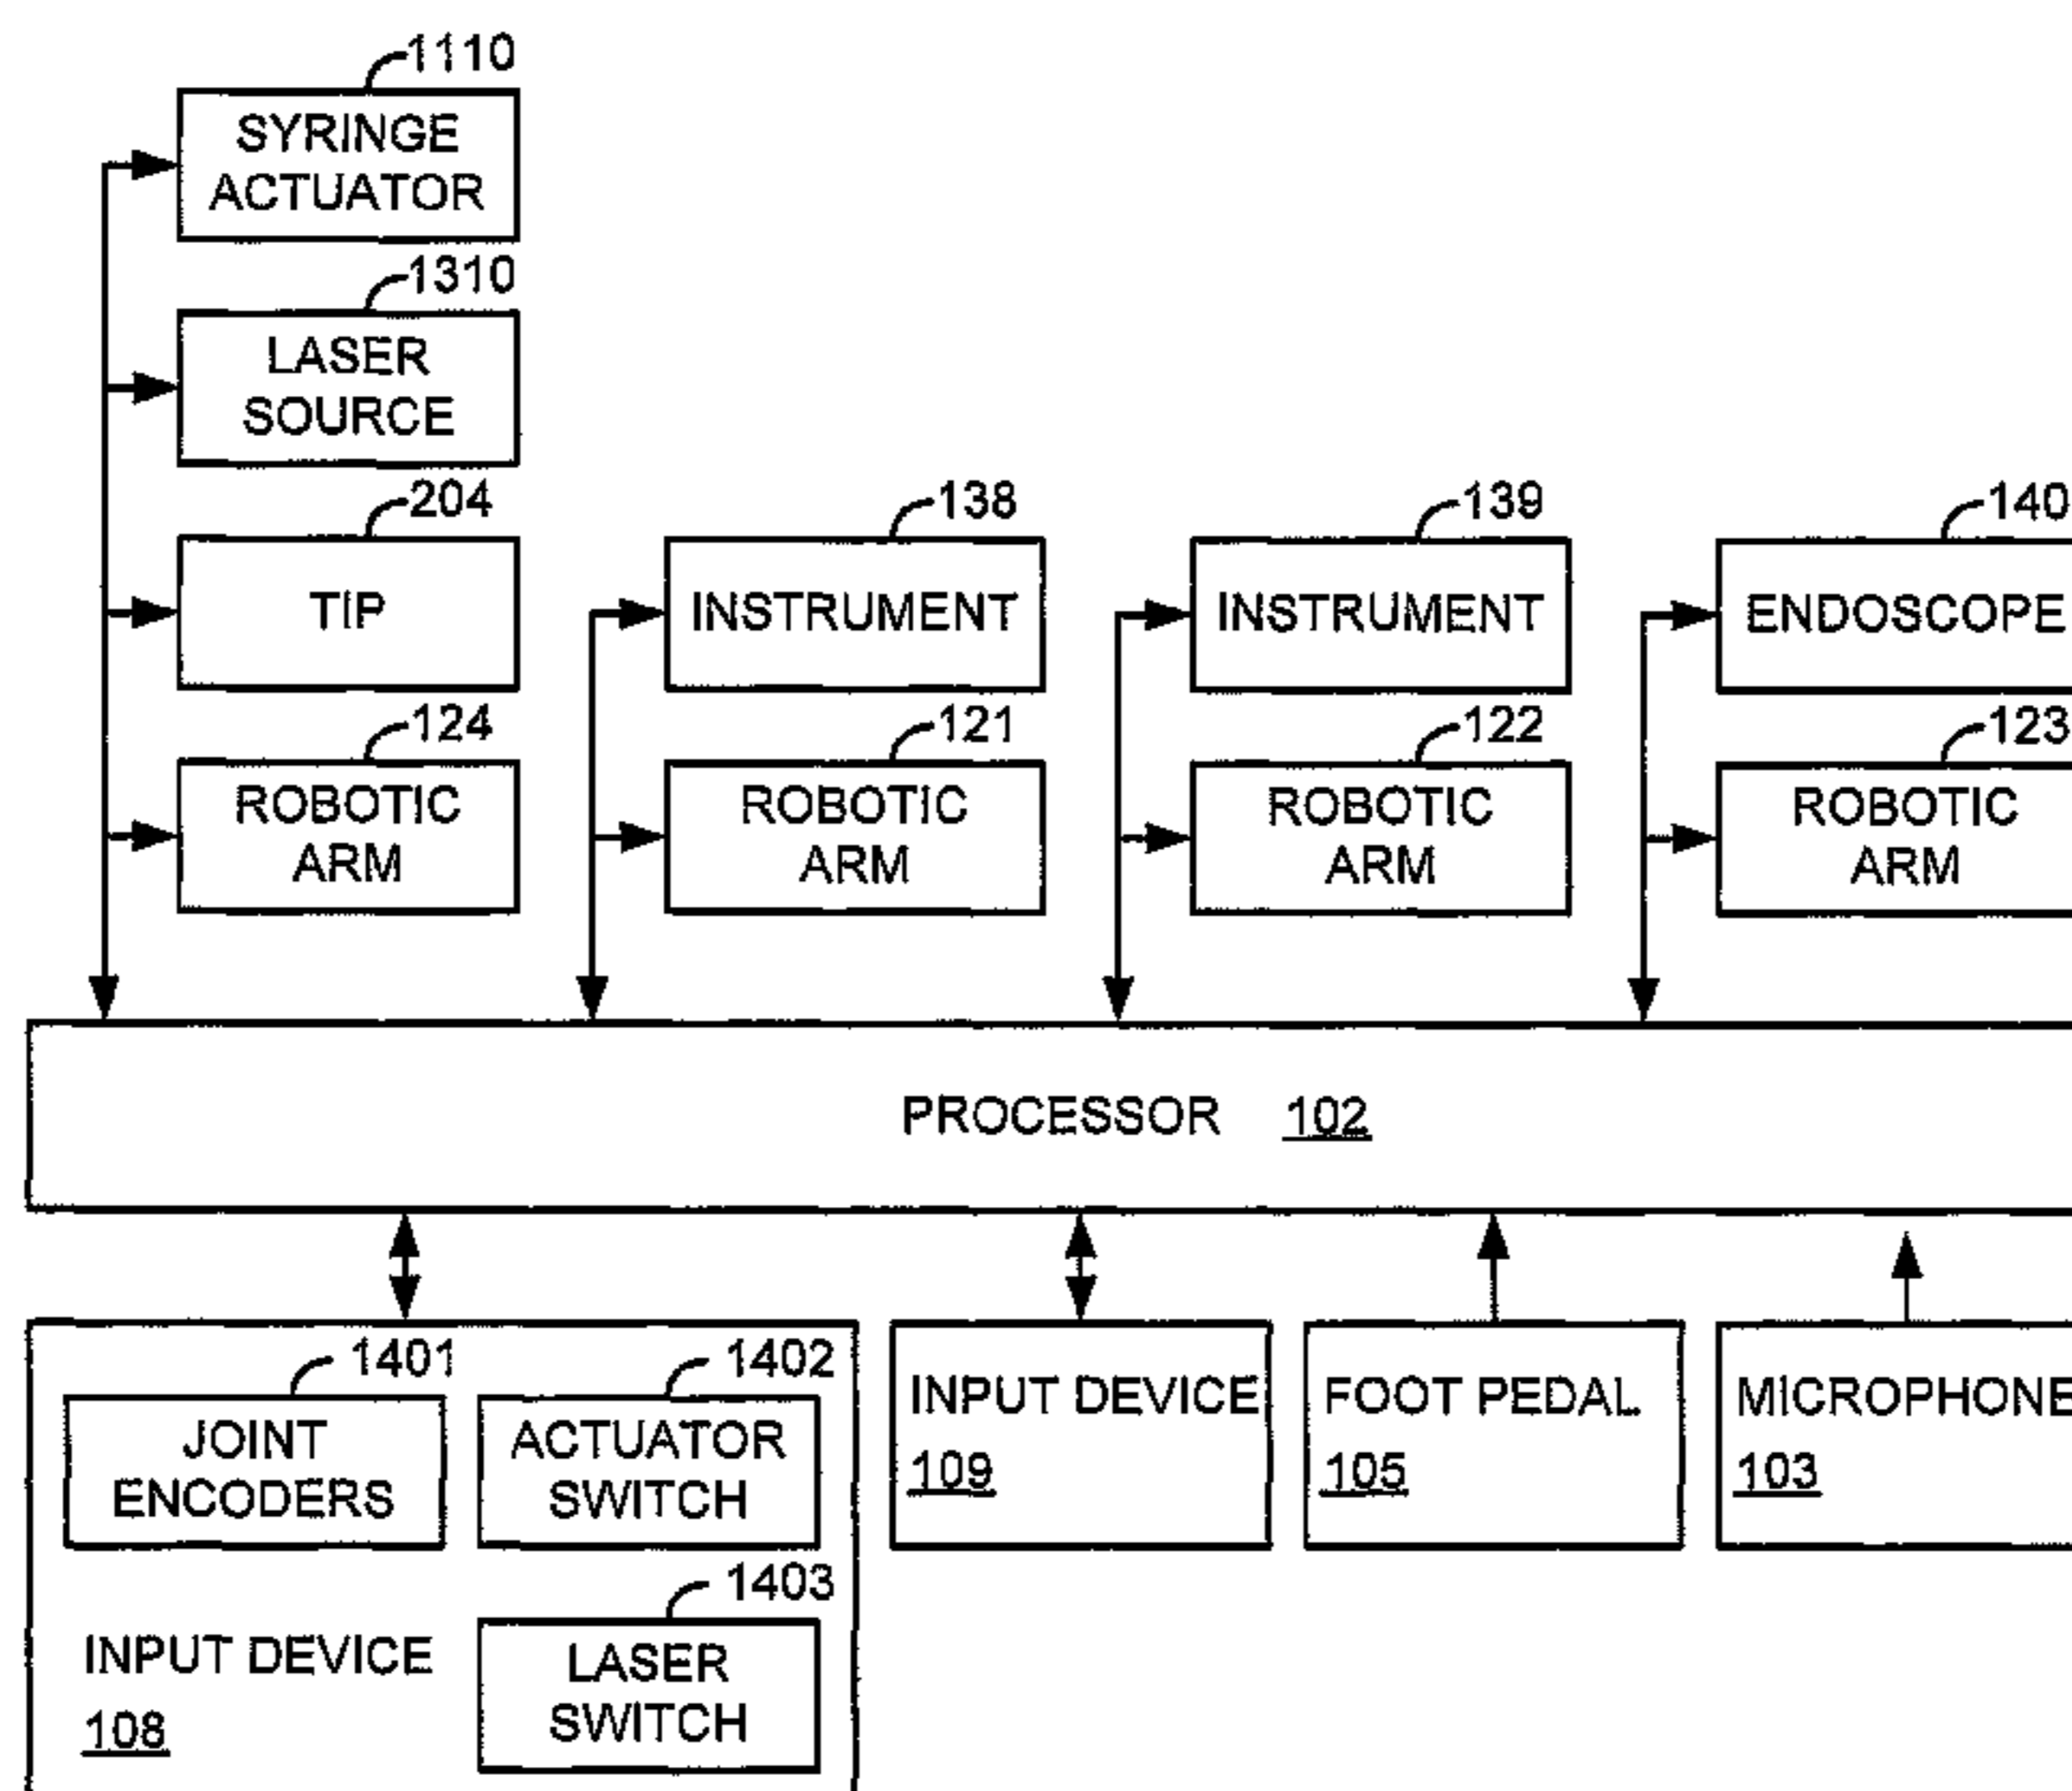 1110
SYRINGE
ACTUATOR
1310
LASER
SOURCE
204
TIP
138
INSTRUMENT
139
INSTRUMENT
140
ENDOSCOPE
124
ROBOTIC
ARM
121
ROBOTIC
ARM
122
ROBOTIC
ARM
123
ROBOTIC
ARM
PROCESSOR 102
1401
JOINT
ENCODERS
1402
ACTUATOR
SWITCH
1403
LASER
SWITCH
INPUT DEVICE
108
INPUT DEVICE
109
FOOT PEDAL
105
MICROPHONE
103